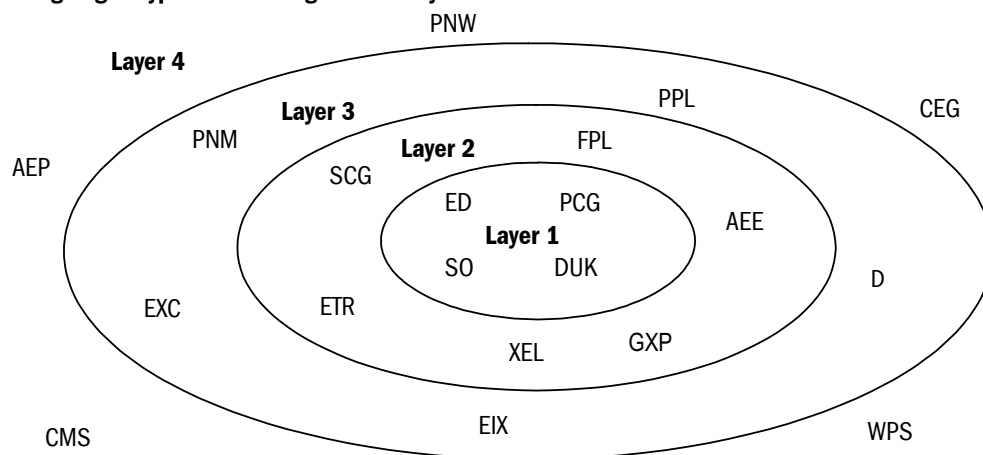 PNW
Layer 4
PPL
CEG
Layer 3
PNM
FPL
AEP
Layer 2
SCG
ED
PCG
AEE
Layer 1
SO
DUK
D
EXC
ETR
GXP
XEL
EIX
WPS
CMS